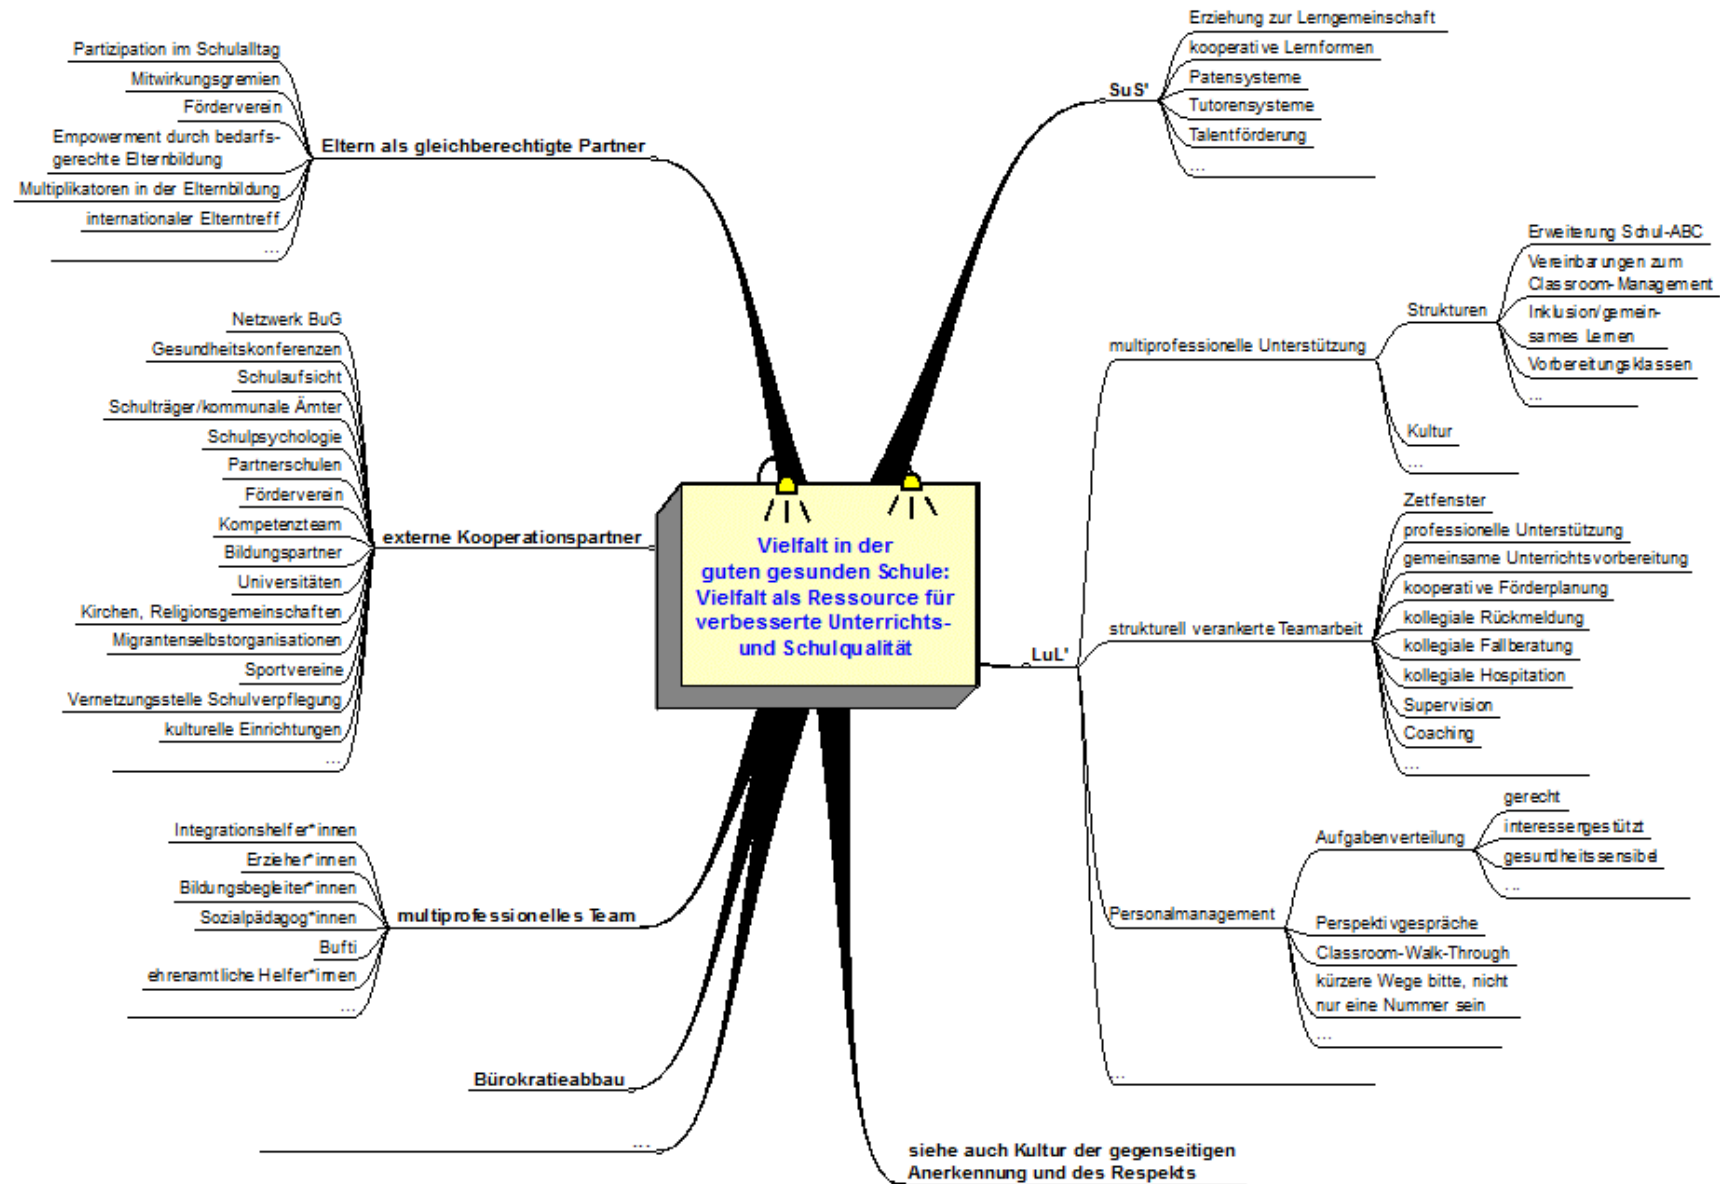 Vielfalt in der
guten gesunden Schule:
Vielfalt als Ressource für
verbesserte Unterrichts-
und Schulqualität
Eltern als gleichberechtigte Partner
Partizipation im Schulalltag
Mitwirkungsgremien
Förderverein
Empowerment durch bedarfs-
gerechte Elternbildung
Multiplikatoren in der Elternbildung
internationaler Elterntreff
...
externe Kooperationspartner
Netzwerk BuG
Gesundheitskonferenzen
Schulaufsicht
Schulträger/kommunale Ämter
Schulpsychologie
Partnerschulen
Förderverein
Kompetenzteam
Bildungspartner
Universitäten
Kirchen, Religionsgemeinschaften
Migrantenselbstorganisationen
Sportvereine
Vernetzungsstelle Schulverpflegung
kulturelle Einrichtungen
...
multiprofessionelles Team
Integrationshelfer*innen
Erzieher*innen
Bildungsbegleiter*innen
Sozialpädagog*innen
Bufti
ehrenamtliche Helfer*innen
...
Bürokratieabbau
...
SuS'
Erziehung zur Lerngemeinschaft
kooperative Lernformen
Patensysteme
Tutorensysteme
Talentförderung
...
LuL'
multiprofessionelle Unterstützung
Strukturen
Erweiterung Schul-ABC
Vereinbarungen zum
Classroom-Management
Inklusion/gemein-
sames Lernen
Vorbereitungsklassen
...
Kultur
...
strukturell verankerte Teamarbeit
Zetfenster
professionelle Unterstützung
gemeinsame Unterrichtsvorbereitung
kooperative Förderplanung
kollegiale Rückmeldung
kollegiale Fallberatung
kollegiale Hospitation
Supervision
Coaching
...
Personalmanagement
Aufgabenverteilung
gerecht
interessengestützt
gesundheitssensibel
...
Perspektivgespräche
Classroom-Walk-Through
kürzere Wege bitte, nicht
nur eine Nummer sein
...
...
siehe auch Kultur der gegenseitigen
Anerkennung und des Respekts